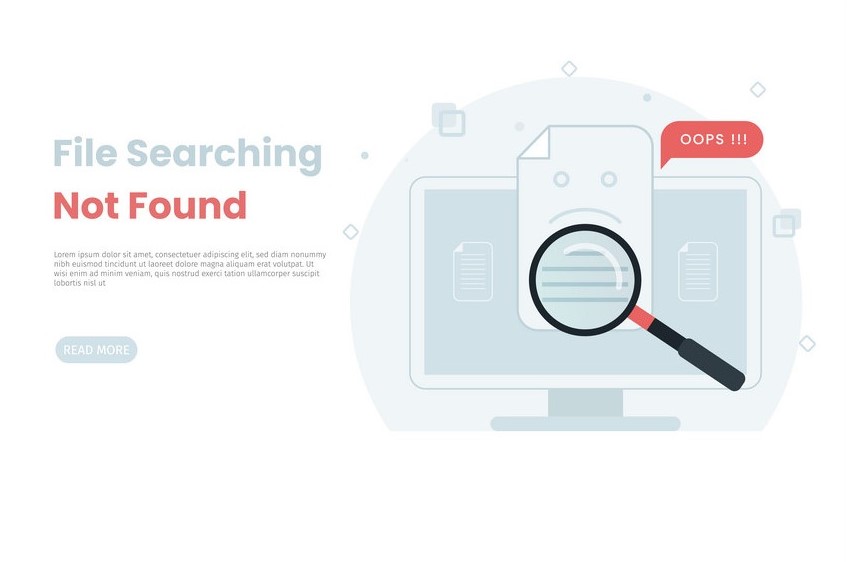 File Searching
Not Found
Lorem ipsum dolor sit amet, consectetuer adipiscing elit, sed diam nonummy
nibh euismod tincidunt ut laoreet dolore magna aliquam erat volutpat. Ut
wisi enim ad minim veniam, quis nostrud exerci tation ullamcorper suscipit
lobortis nisl ut
READ MORE
OOPS !!!